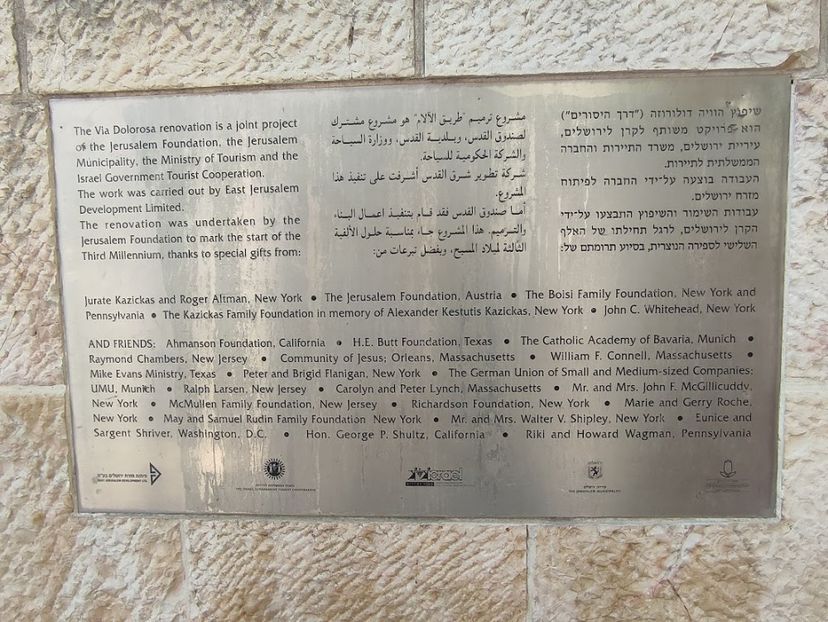 The Via Dolorosa renovation is a joint project
of the Jerusalem Foundation, the Jerusalem
Municipality, the Ministry of Tourism and the
Israel Government Tourist Cooperation.
The work was carried out by East Jerusalem
Development Limited.
The renovation was undertaken by the
Jerusalem Foundation to mark the start of the
Third Millennium, thanks to special gifts from:
مشروع ترميم "طريق الآلام" هو مشروع مشترك
لصندوق القدس، وبلدية القدس، ووزارة السياحة
والشركة الحكومية للسياحة.
شركة تطوير شرق القدس أشرفت على تنفيذ هذا
المشروع.
أما صندوق القدس فقد قام بتنفيذ اعمال البناء
والترميم. هذا المشروع جاء بمناسبة حلول الألفية
الثالثة لميلاد المسيح، وبفضل تبرعات من:
שיפוץ הוויה דולורוזה ("דרך היסורים")
הוא פרויקט משותף לקרן לירושלים,
עיריית ירושלים, משרד התיירות והחברה
הממשלתית לתיירות.
העבודה בוצעה על-ידי החברה לפיתוח
מזרח ירושלים.
עבודות השימור והשיפוץ התבצעו על-ידי
הקרן לירושלים, לרגל תחילתו של האלף
השלישי לספירה הנוצרית, בסיוע תרומתם של:
Jurate Kazickas and Roger Altman, New York • The Jerusalem Foundation, Austria • The Boisi Family Foundation, New York and
Pennsylvania • The Kazickas Family Foundation in memory of Alexander Kestutis Kazickas, New York • John C. Whitehead, New York
AND FRIENDS: Ahmanson Foundation, California • H.E. Butt Foundation, Texas • The Catholic Academy of Bavaria, Munich •
Raymond Chambers, New Jersey • Community of Jesus; Orleans, Massachusetts • William F. Connell, Massachusetts •
Mike Evans Ministry, Texas • Peter and Brigid Flanigan, New York • The German Union of Small and Medium-sized Companies:
UMU, Munich • Ralph Larsen, New Jersey • Carolyn and Peter Lynch, Massachusetts • Mr. and Mrs. John F. McGillicuddy,
New York • McMullen Family Foundation, New Jersey • Richardson Foundation, New York • Marie and Gerry Roche,
New York • May and Samuel Rudin Family Foundation New York • Mr. and Mrs. Walter V. Shipley, New York • Eunice and
Sargent Shriver, Washington, D.C. • Hon. George P. Shultz, California • Riki and Howard Wagman, Pennsylvania
פיתוח מזרח ירושלים בע"מ
EAST JERUSALEM DEVELOPMENT LTD.
israel
עיריית ירושלים
THE JERUSALEM MUNICIPALITY